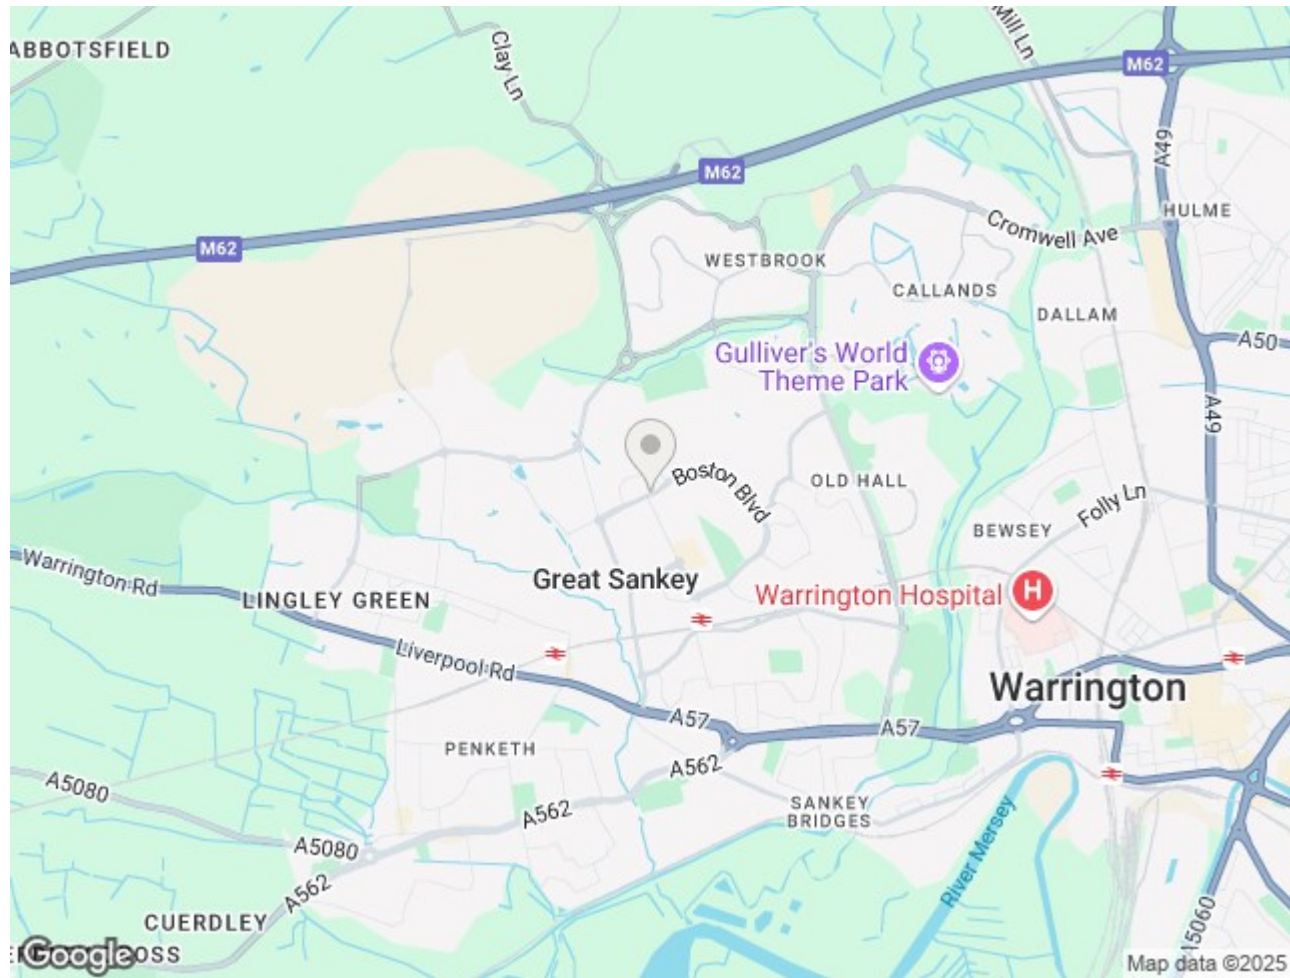 ABBOTSFIELD
Clay Ln
Mill Ln
M62
M62
M62
A49
HULME
Cromwell Ave
WESTBROOK
CALLANDS
DALLAM
A50
Gulliver's World
Theme Park
A49
Boston Blvd
OLD HALL
Folly Ln
BEWSEY
Warrington Rd
Great Sankey
LINGLEY GREEN
Warrington Hospital
H
Liverpool Rd
Warrington
A57
A57
PENKETH
A562
A5080
SANKEY
BRIDGES
A562
River Mersey
A5080
A562
CUERDLEY
A5060
Google
OSS
Map data ©2025